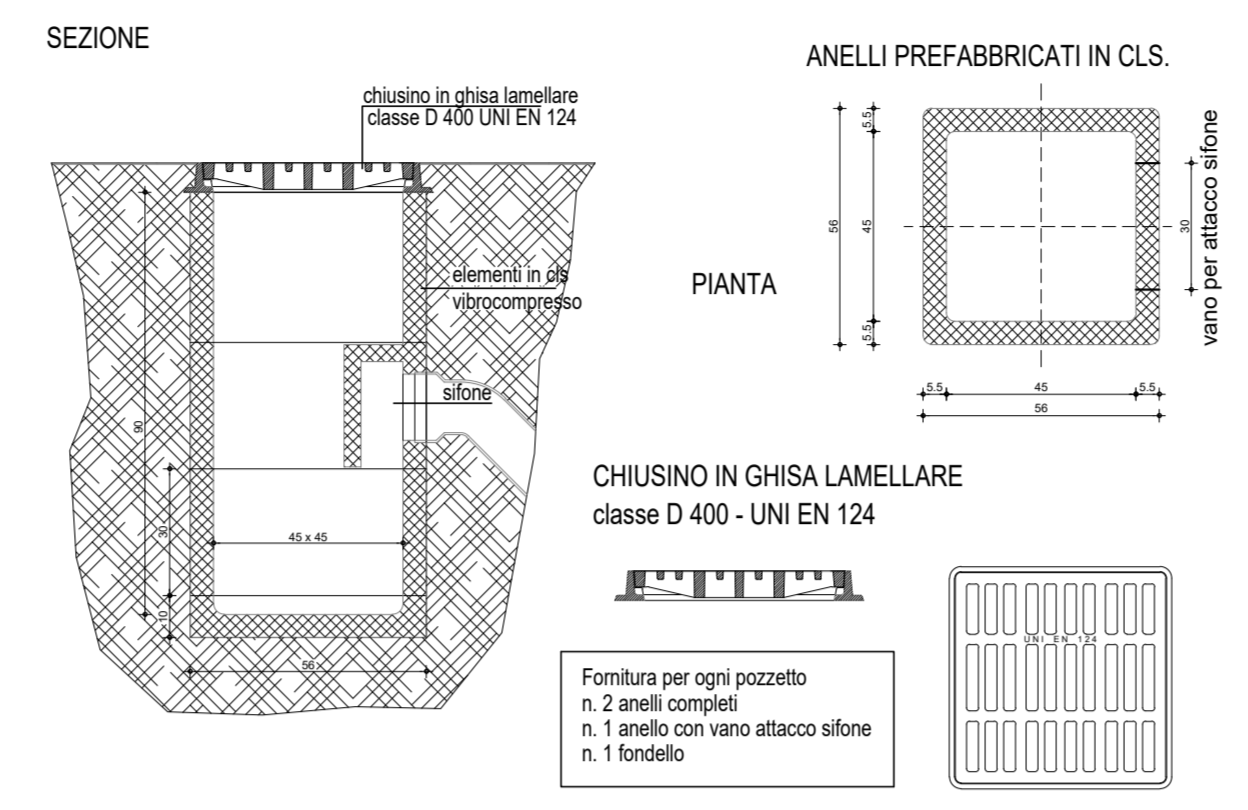 SEZIONE
chiusino in ghisa lamellare
classe D 400 UNI EN 124
elementi in cls
vibrocompresso
sifone
90
30
45 x 45
10
56
ANELLI PREFABBRICATI IN CLS.
5.5
56
45
5.5
30
vano per attacco sifone
PIANTA
5.5
45
5.5
56
CHIUSINO IN GHISA LAMELLARE
classe D 400 - UNI EN 124
UNI EN 124
Fornitura per ogni pozzetto
n. 2 anelli completi
n. 1 anello con vano attacco sifone
n. 1 fondello